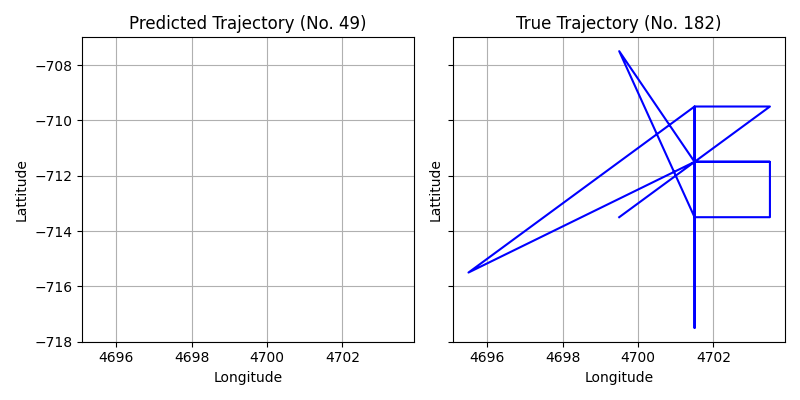 Predicted Trajectory (No. 49)
True Trajectory (No. 182)
Lattitude
−708
−710
−712
−714
−716
−718
4696 4698 4700 4702
Longitude
Lattitude
4696 4698 4700 4702
Longitude